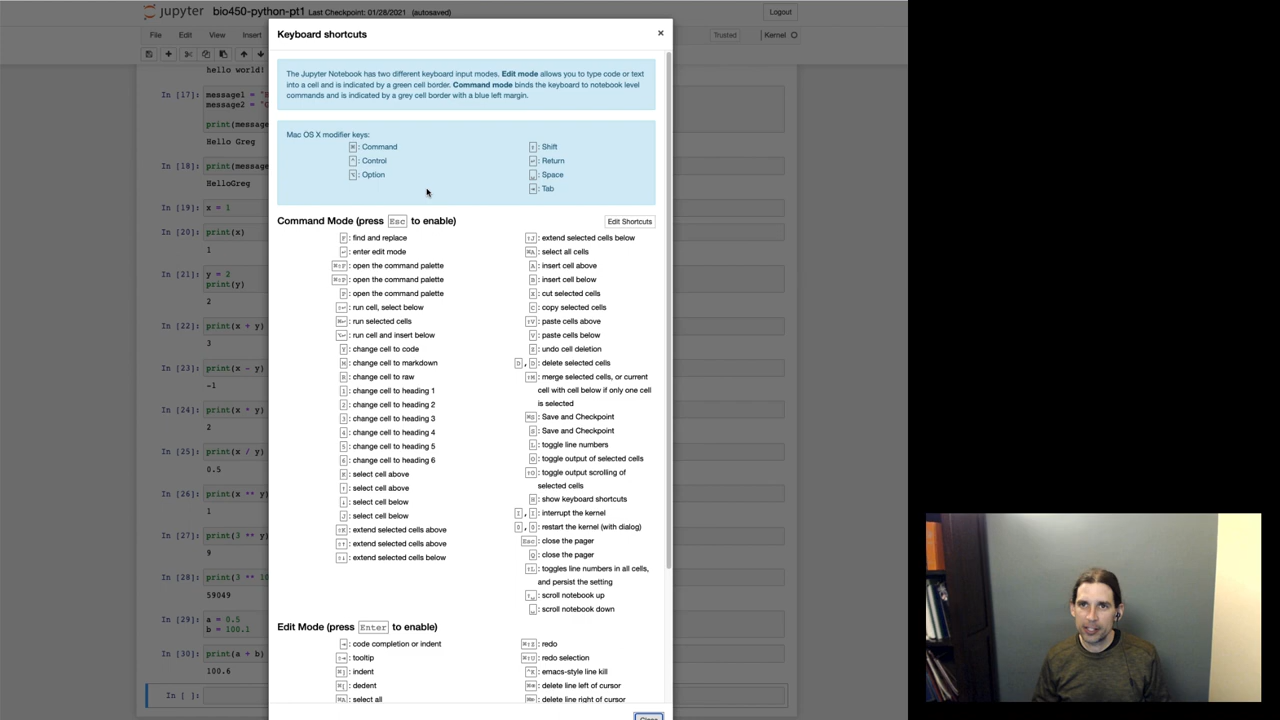 jupyter bio450-python-pt1 Last Checkpoint: 01/28/2021 (autosaved)
Logout
File Edit View Insert
Trusted Kernel
hello world!
In [17]: message1 = "
message2 = "
print(message
Hello Greg
In [18]: print(message
HelloGreg
In [19]: x = 1
In [20]: print(x)
1
In [21]: y = 2
print(y)
2
In [22]: print(x + y)
3
In [23]: print(x - y)
-1
In [24]: print(x * y)
2
print(x / y)
0.5
In [26]: print(x ** y)
1
In [27]: print(3 ** y)
9
In [28]: print(3 ** 10
59049
In [29]: a = 0.5
b = 100.1
In [30]: print(a + b)
100.6
In [ ]:
Keyboard shortcuts
×
The Jupyter Notebook has two different keyboard input modes. Edit mode allows you to type code or text
into a cell and is indicated by a green cell border. Command mode binds the keyboard to notebook level
commands and is indicated by a grey cell border with a blue left margin.
Mac OS X modifier keys:
⌘: Command
^: Control
⌥: Option
⇧: Shift
↩: Return
␣: Space
⇥: Tab
Command Mode (press Esc to enable)
Edit Shortcuts
F: find and replace
↩: enter edit mode
⌘⇧F: open the command palette
⌘⇧P: open the command palette
P: open the command palette
⇧↩: run cell, select below
⌘↩: run selected cells
⌥↩: run cell and insert below
Y: change cell to code
M: change cell to markdown
R: change cell to raw
1: change cell to heading 1
2: change cell to heading 2
3: change cell to heading 3
4: change cell to heading 4
5: change cell to heading 5
6: change cell to heading 6
K: select cell above
↑: select cell above
↓: select cell below
J: select cell below
⇧K: extend selected cells above
⇧↑: extend selected cells above
⇧↓: extend selected cells below
⇧J: extend selected cells below
⌘A: select all cells
A: insert cell above
B: insert cell below
X: cut selected cells
C: copy selected cells
⇧V: paste cells above
V: paste cells below
Z: undo cell deletion
D, D: delete selected cells
⇧M: merge selected cells, or current
cell with cell below if only one cell
is selected
⌘S: Save and Checkpoint
S: Save and Checkpoint
L: toggle line numbers
O: toggle output of selected cells
⇧O: toggle output scrolling of
selected cells
H: show keyboard shortcuts
I, I: interrupt the kernel
0, 0: restart the kernel (with dialog)
Esc: close the pager
Q: close the pager
⇧L: toggles line numbers in all cells,
and persist the setting
⇧␣: scroll notebook up
␣: scroll notebook down
Edit Mode (press Enter to enable)
⇥: code completion or indent
⇧⇥: tooltip
⌘]: indent
⌘[: dedent
⌘A: select all
⌘⇧Z: redo
⌘⇧U: redo selection
⌃K: emacs-style line kill
⌘⌫: delete line left of cursor
⌘⌦: delete line right of cursor